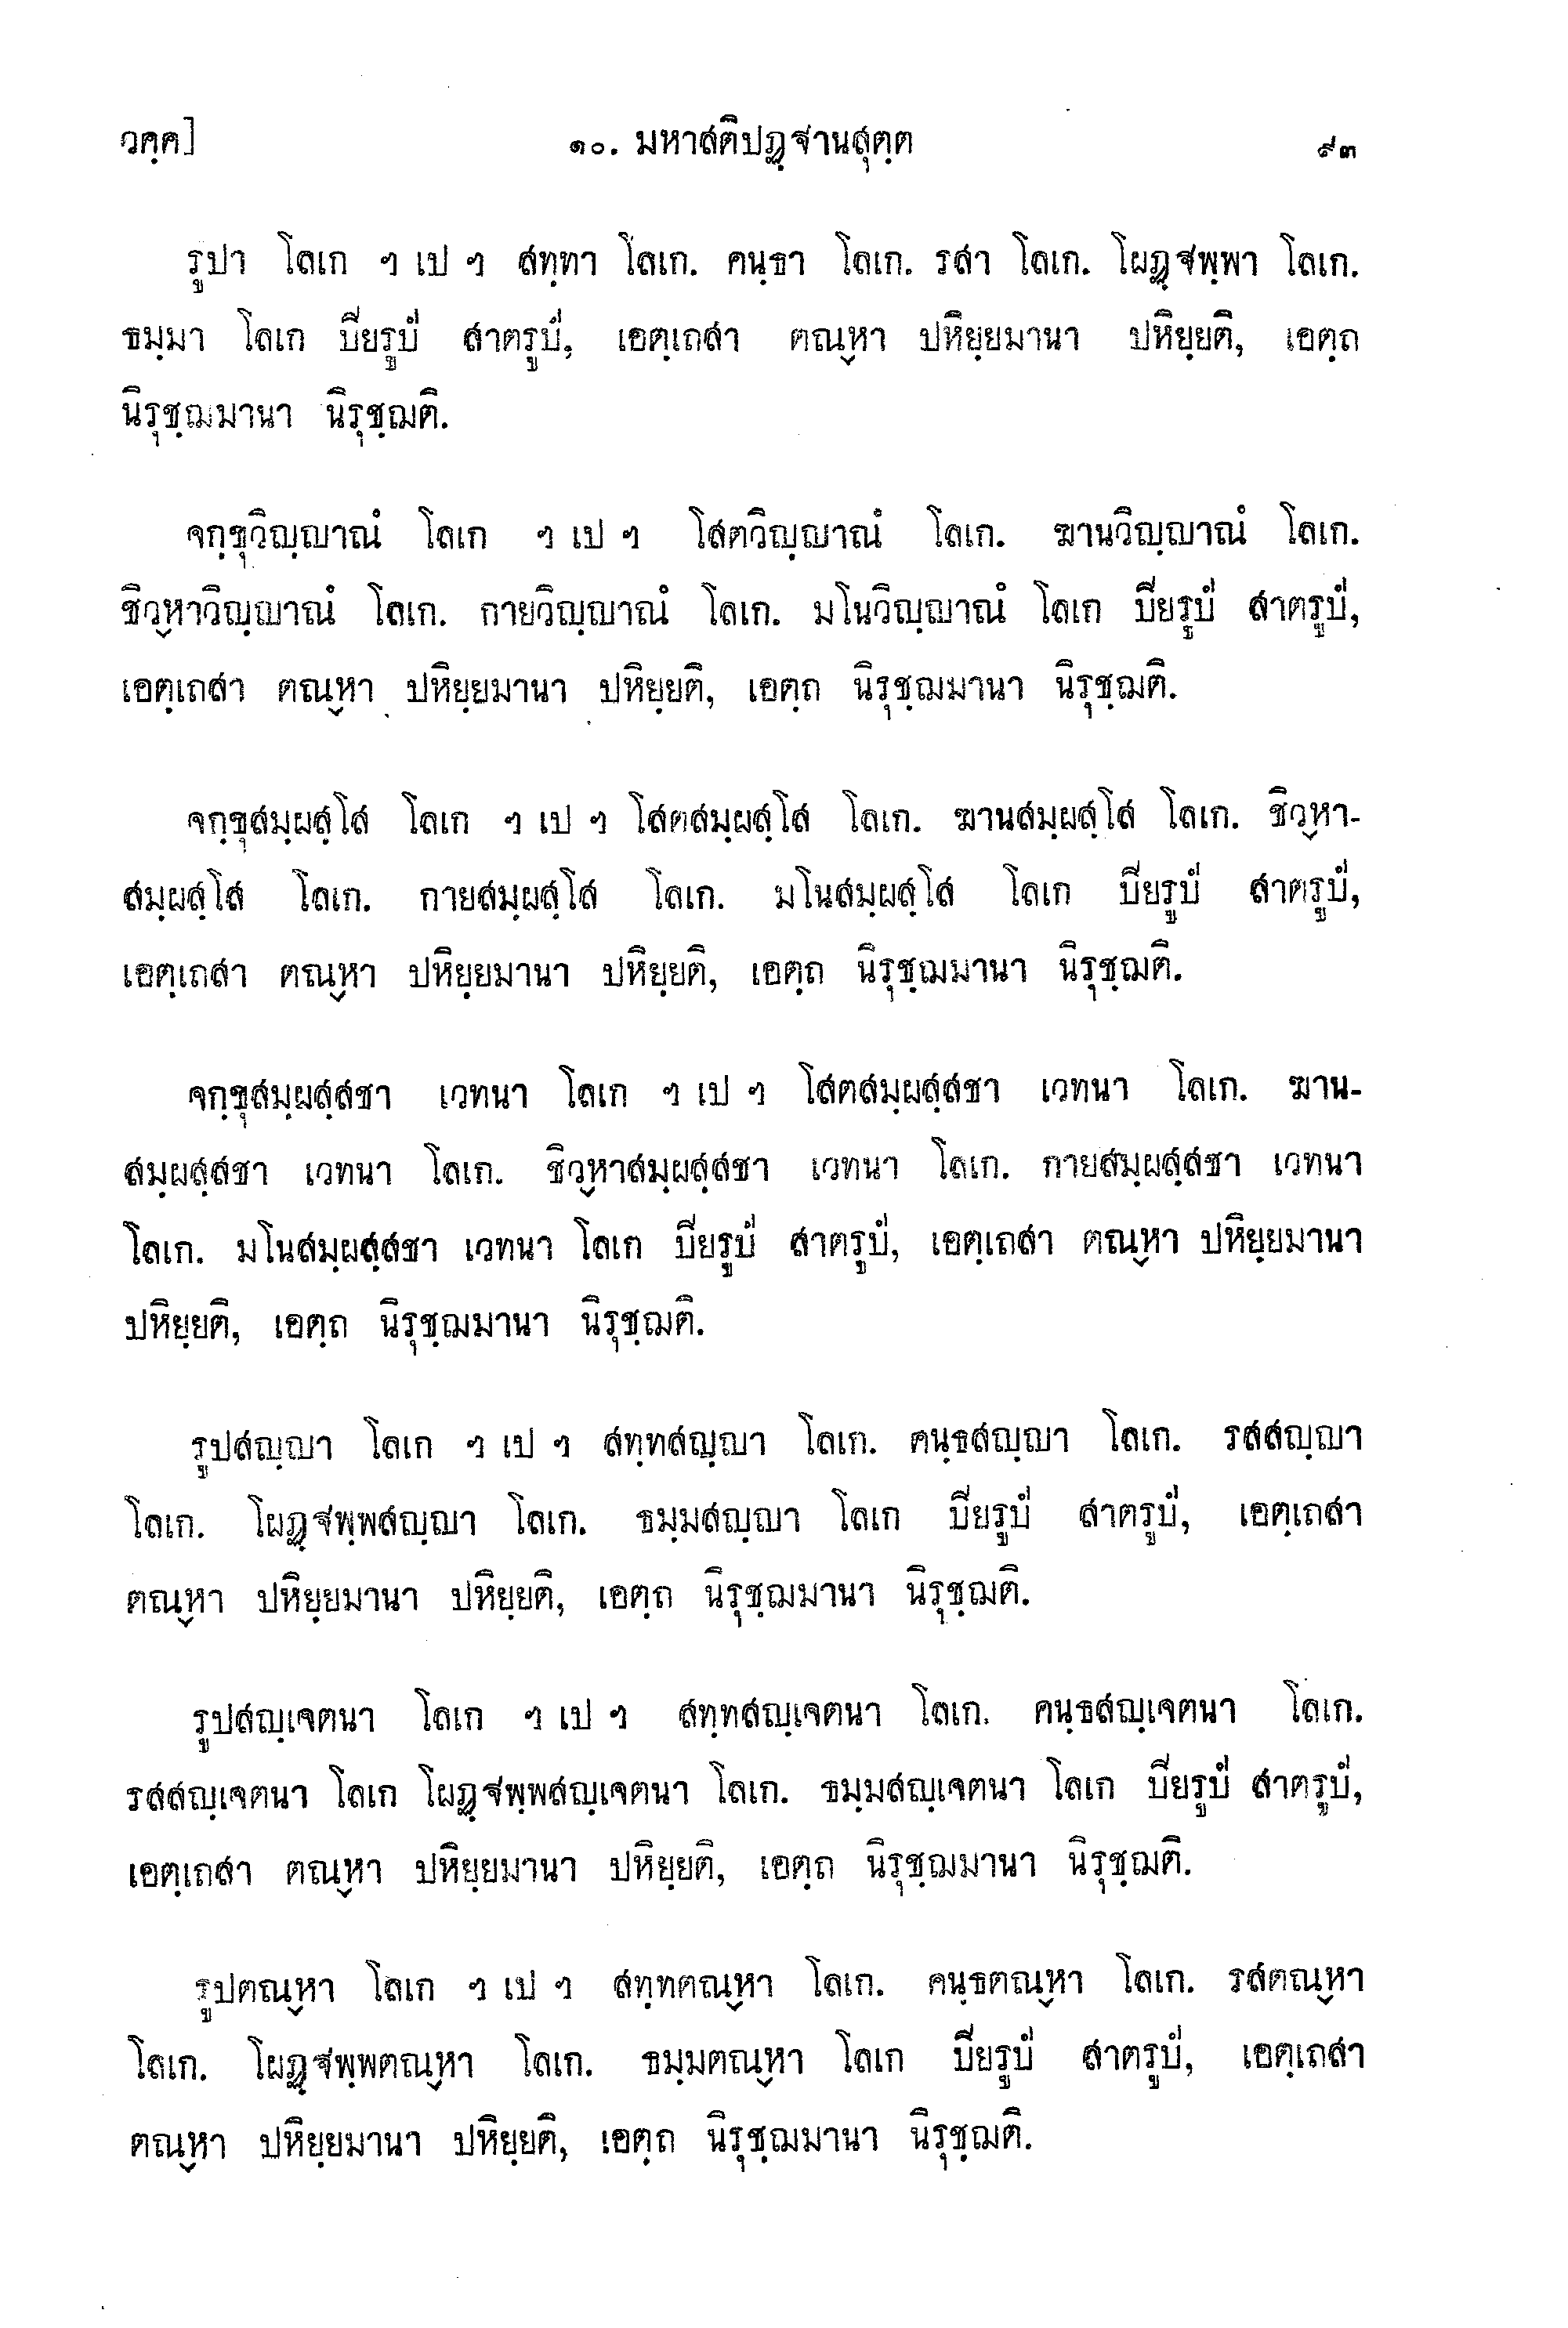 วคฺค]
๑๐. มหาสติปฏฺฐานสุตฺต
๙๓
รูปา โลเก ฯ เป ฯ สทฺทา โลเก. คนฺธา โลเก. รสา โลเก. โผฏฺฐพฺพา โลเก.
ธมฺมา โลเก ปิยรูปํ สาตรูปํ, เอตฺเถสา ตณฺหา ปหิยฺยมานา ปหิยฺยติ, เอตฺถ
นิรุชฺฌมานา นิรุชฺฌติ.
จกฺขุวิญฺญาณํ โลเก ฯ เป ฯ โสตวิญฺญาณํ โลเก. ฆานวิญฺญาณํ โลเก.
ชิวฺหาวิญฺญาณํ โลเก. กายวิญฺญาณํ โลเก. มโนวิญฺญาณํ โลเก ปิยรูปํ สาตรูปํ,
เอตฺเถสา ตณฺหา ปหิยฺยมานา ปหิยฺยติ, เอตฺถ นิรุชฺฌมานา นิรุชฺฌติ.
จกฺขุสมฺผสฺโส โลเก ฯ เป ฯ โสตสมฺผสฺโส โลเก. ฆานสมฺผสฺโส โลเก. ชิวฺหา-
สมฺผสฺโส โลเก. กายสมฺผสฺโส โลเก. มโนสมฺผสฺโส โลเก ปิยรูปํ สาตรูปํ,
เอตฺเถสา ตณฺหา ปหิยฺยมานา ปหิยฺยติ, เอตฺถ นิรุชฺฌมานา นิรุชฺฌติ.
จกฺขุสมฺผสฺสชา เวทนา โลเก ฯ เป ฯ โสตสมฺผสฺสชา เวทนา โลเก. ฆาน-
สมฺผสฺสชา เวทนา โลเก. ชิวฺหาสมฺผสฺสชา เวทนา โลเก. กายสมฺผสฺสชา เวทนา
โลเก. มโนสมฺผสฺสชา เวทนา โลเก ปิยรูปํ สาตรูปํ, เอตฺเถสา ตณฺหา ปหิยฺยมานา
ปหิยฺยติ, เอตฺถ นิรุชฺฌมานา นิรุชฺฌติ.
รูปสญฺญา โลเก ฯ เป ฯ สทฺทสญฺญา โลเก. คนฺธสญฺญา โลเก. รสสญฺญา
โลเก. โผฏฺฐพฺพสญฺญา โลเก. ธมฺมสญฺญา โลเก ปิยรูปํ สาตรูปํ, เอตฺเถสา
ตณฺหา ปหิยฺยมานา ปหิยฺยติ, เอตฺถ นิรุชฺฌมานา นิรุชฺฌติ.
รูปสญฺเจตนา โลเก ฯ เป ฯ สทฺทสญฺเจตนา โลเก. คนฺธสญฺเจตนา โลเก.
รสสญฺเจตนา โลเก โผฏฺฐพฺพสญฺเจตนา โลเก. ธมฺมสญฺเจตนา โลเก ปิยรูปํ สาตรูปํ,
เอตฺเถสา ตณฺหา ปหิยฺยมานา ปหิยฺยติ, เอตฺถ นิรุชฺฌมานา นิรุชฺฌติ.
รูปตณฺหา โลเก ฯ เป ฯ สทฺทตณฺหา โลเก. คนฺธตณฺหา โลเก. รสตณฺหา
โลเก. โผฏฺฐพฺพตณฺหา โลเก. ธมฺมตณฺหา โลเก ปิยรูปํ สาตรูปํ, เอตฺเถสา
ตณฺหา ปหิยฺยมานา ปหิยฺยติ, เอตฺถ นิรุชฺฌมานา นิรุชฺฌติ.